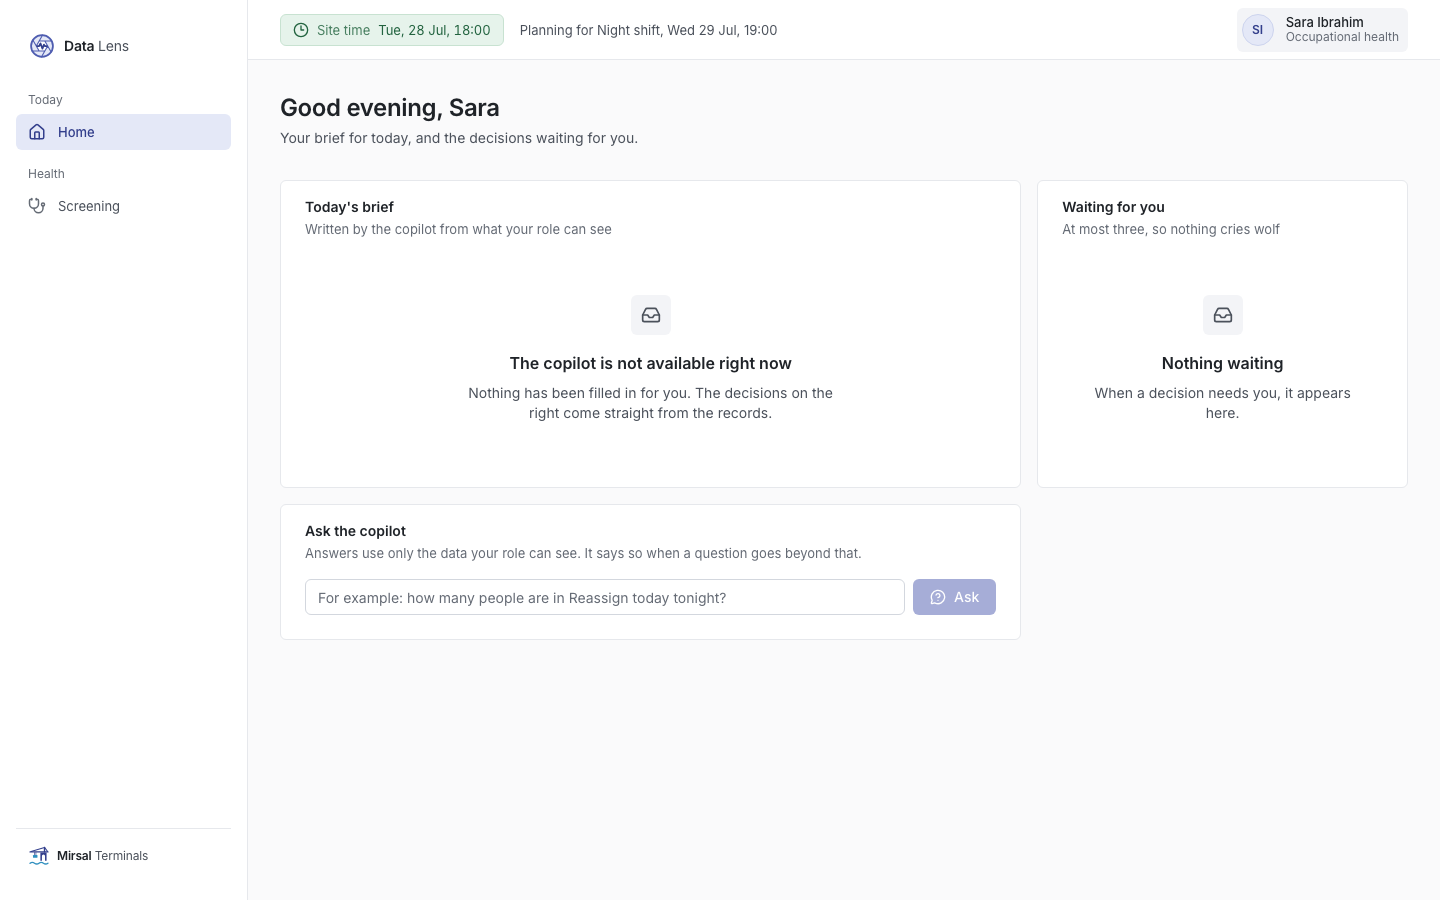 Data Lens
Today
Home
Health
Screening
Mirsal Terminals
Site time Tue, 28 Jul, 18:00
Planning for Night shift, Wed 29 Jul, 19:00
SI
Sara Ibrahim
Occupational health
Good evening, Sara
Your brief for today, and the decisions waiting for you.
Today's brief
Written by the copilot from what your role can see
The copilot is not available right now
Nothing has been filled in for you. The decisions on the
right come straight from the records.
Waiting for you
At most three, so nothing cries wolf
Nothing waiting
When a decision needs you, it appears
here.
Ask the copilot
Answers use only the data your role can see. It says so when a question goes beyond that.
For example: how many people are in Reassign today tonight?
Ask